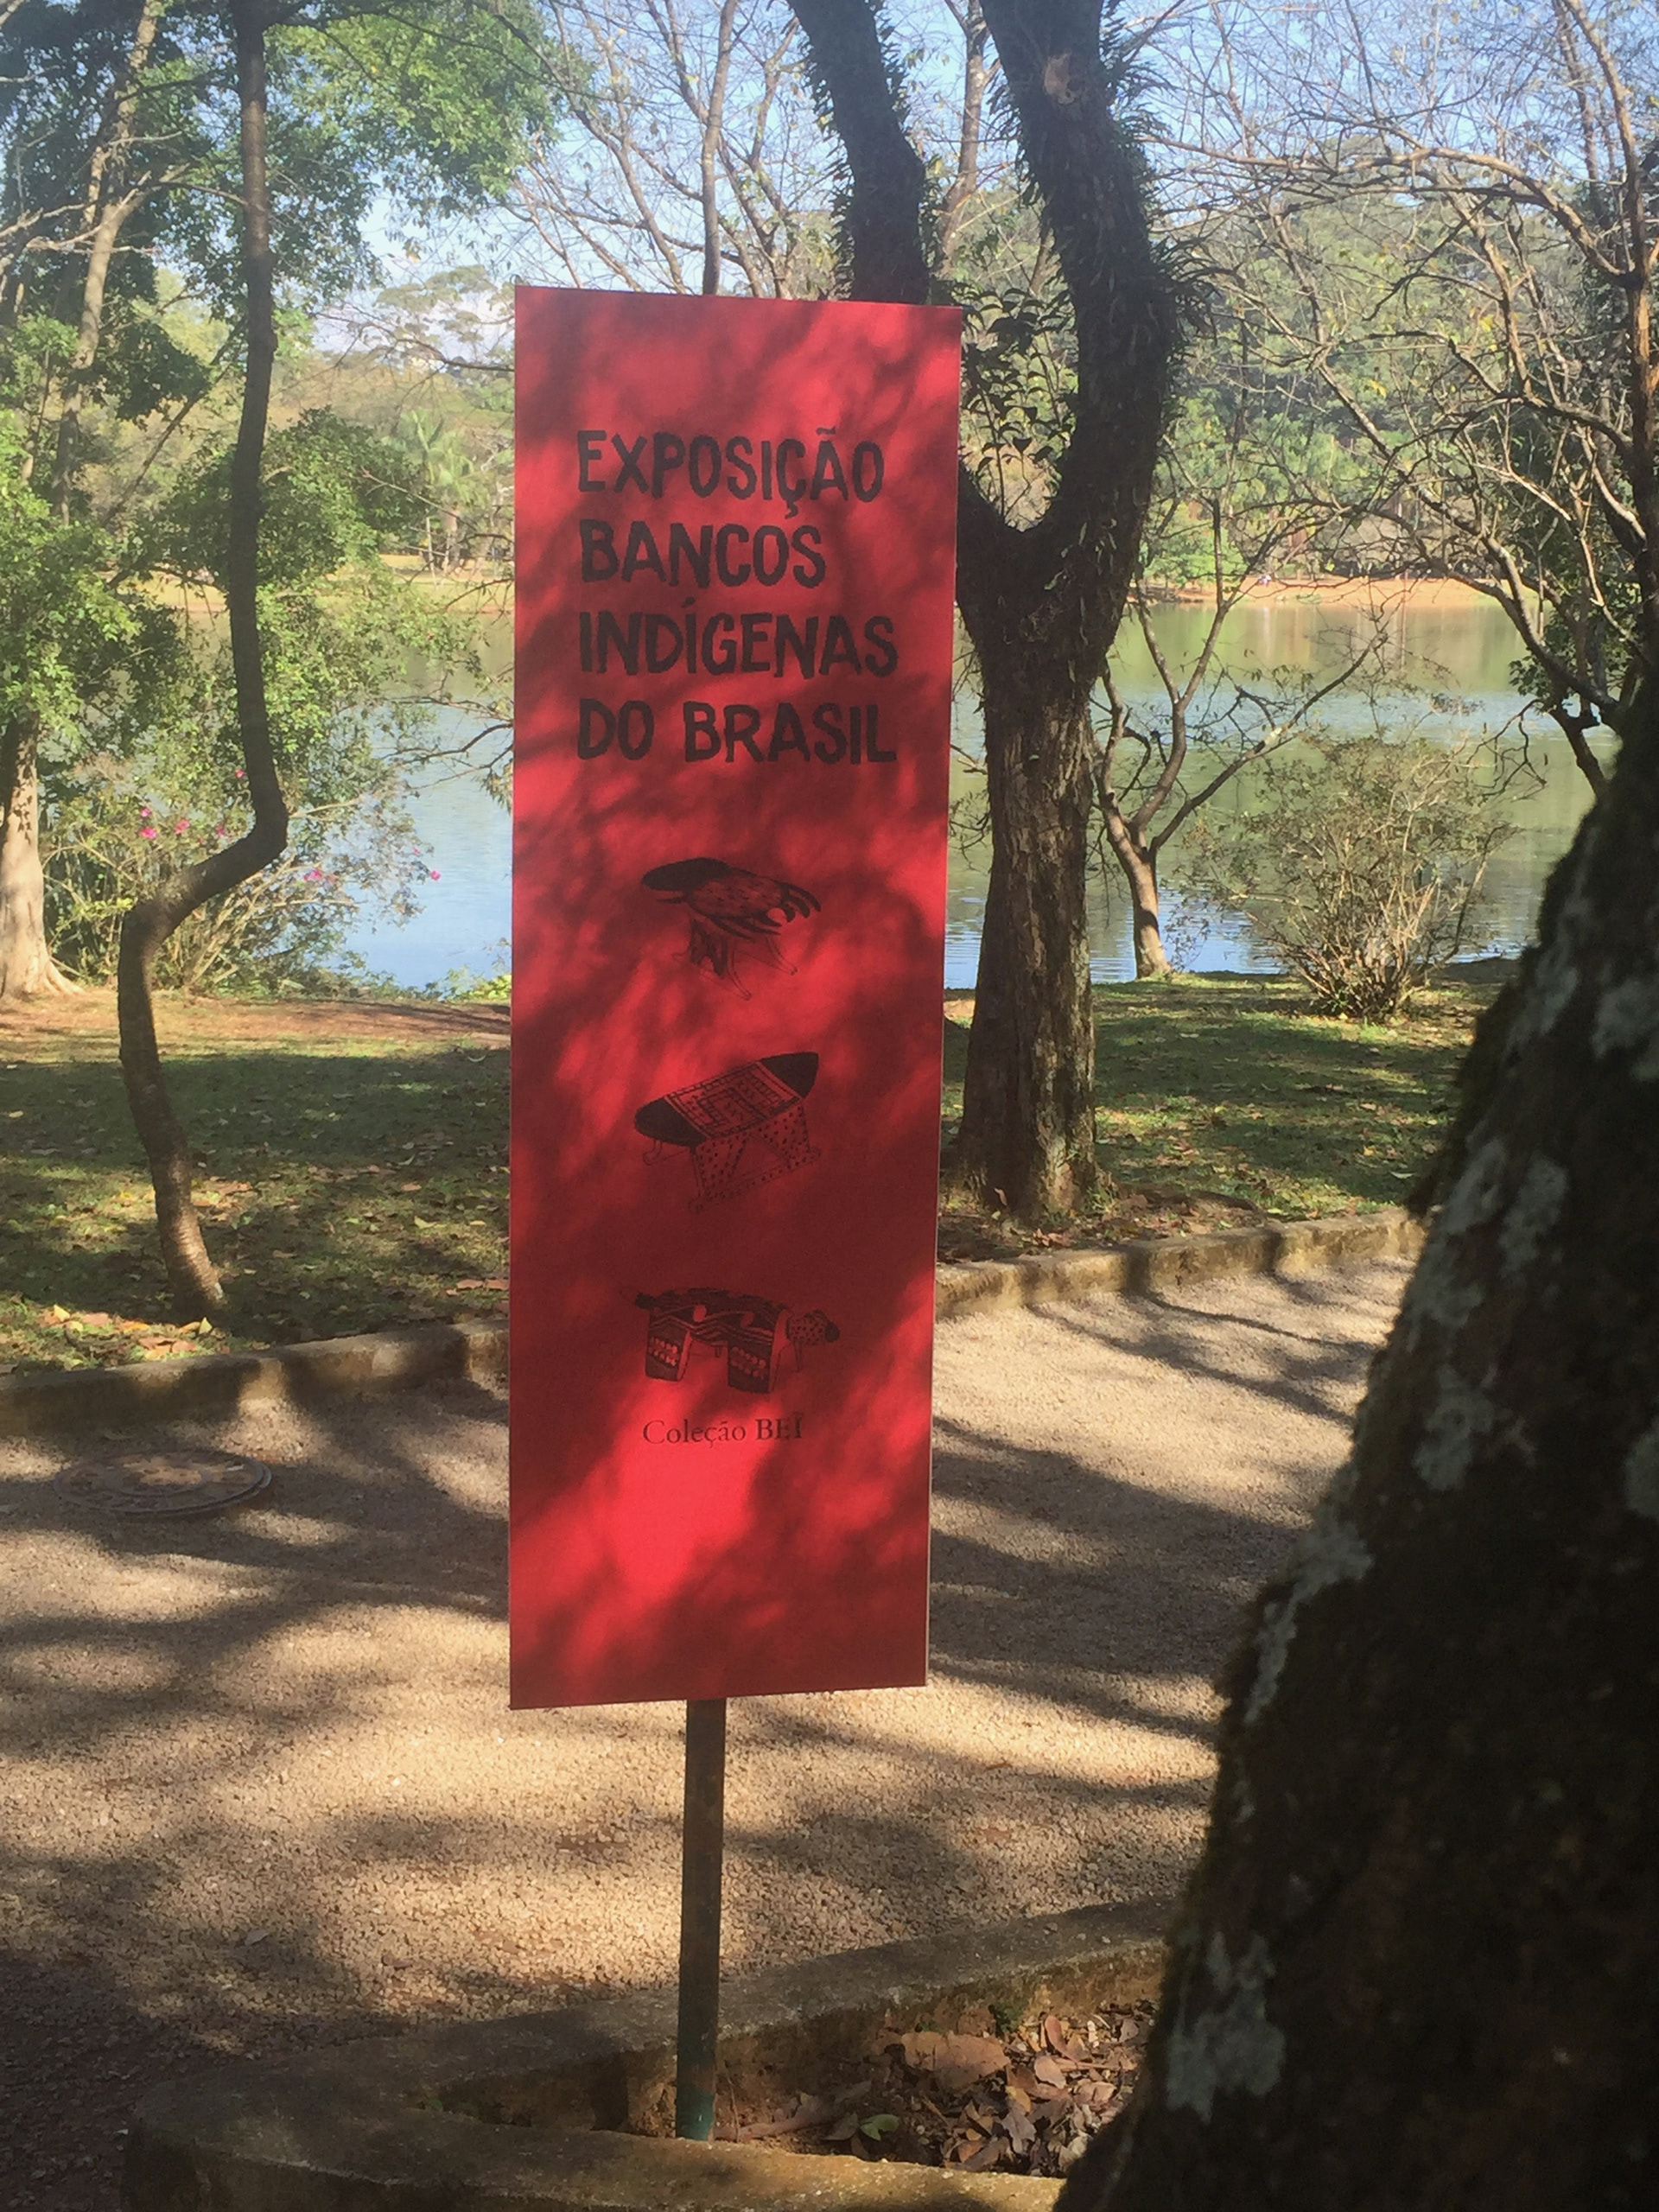 EXPOSIÇÃO
BANCOS
INDÍGENAS
DO BRASIL
Coleção BEĨ